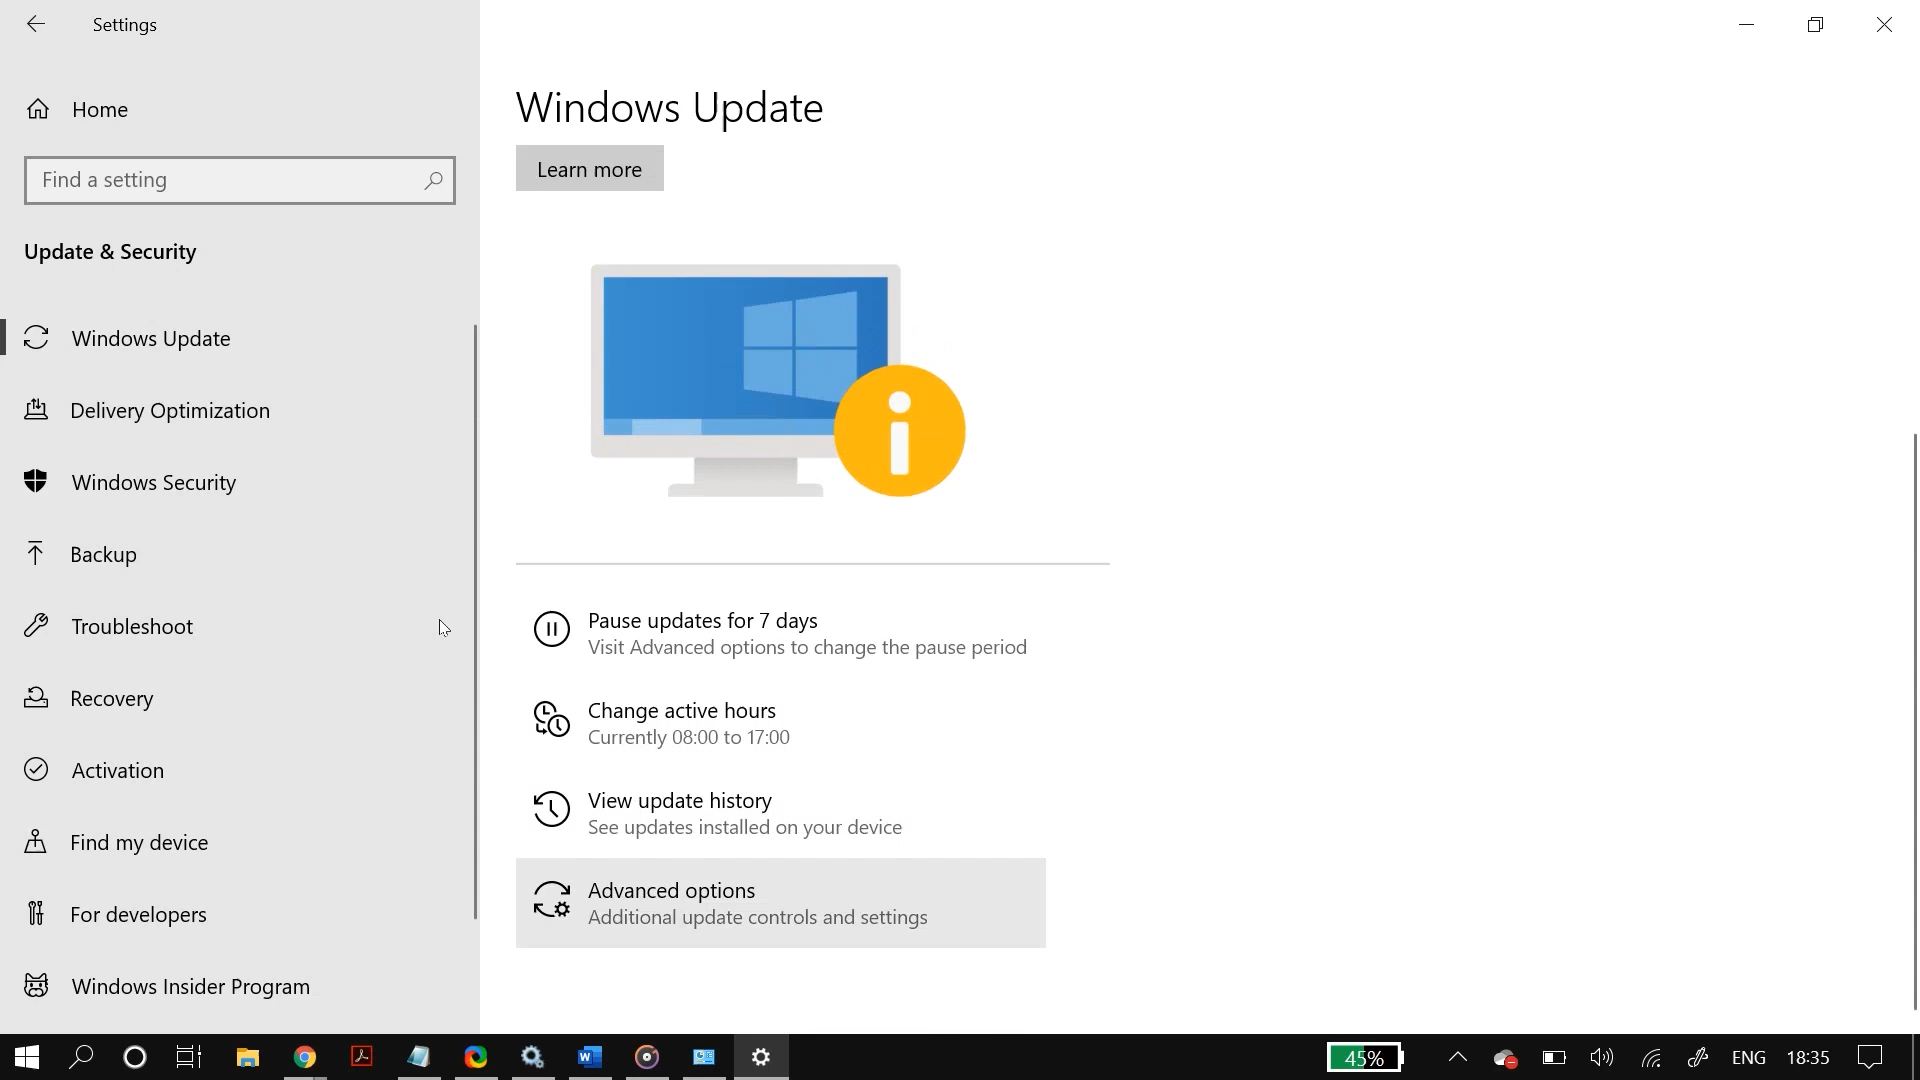 Settings
Home
Find a setting
Update & Security
Windows Update
Delivery Optimization
Windows Security
Backup
Troubleshoot
Recovery
Activation
Find my device
For developers
Windows Insider Program
Windows Update
Learn more
Pause updates for 7 days
Visit Advanced options to change the pause period
Change active hours
Currently 08:00 to 17:00
View update history
See updates installed on your device
Advanced options
Additional update controls and settings
45% ENG 18:35